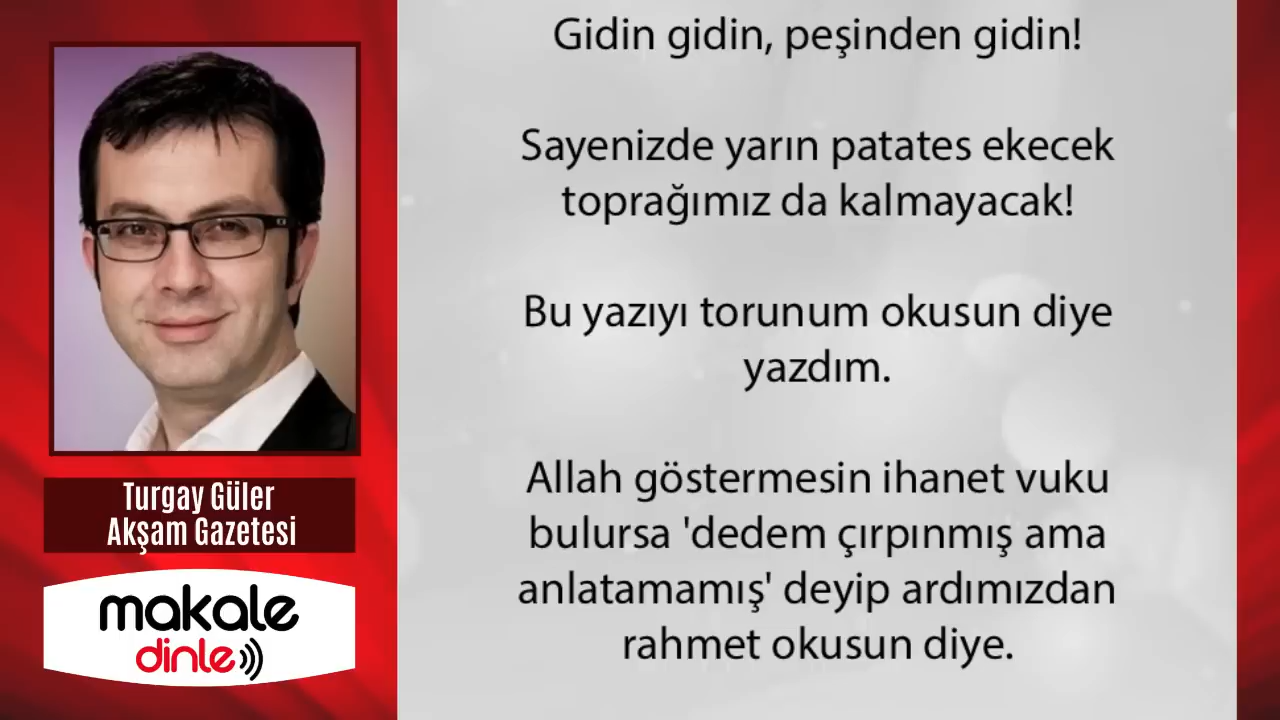 Gidin gidin, peşinden gidin!
Sayenizde yarın patates ekecek
toprağımız da kalmayacak!
Bu yazıyı torunum okusun diye
yazdım.
Allah göstermesin ihanet vuku
bulursa 'dedem çırpınmış ama
anlatamamış' deyip ardımızdan
rahmet okusun diye.
Turgay Güler
Akşam Gazetesi
makale
dinle